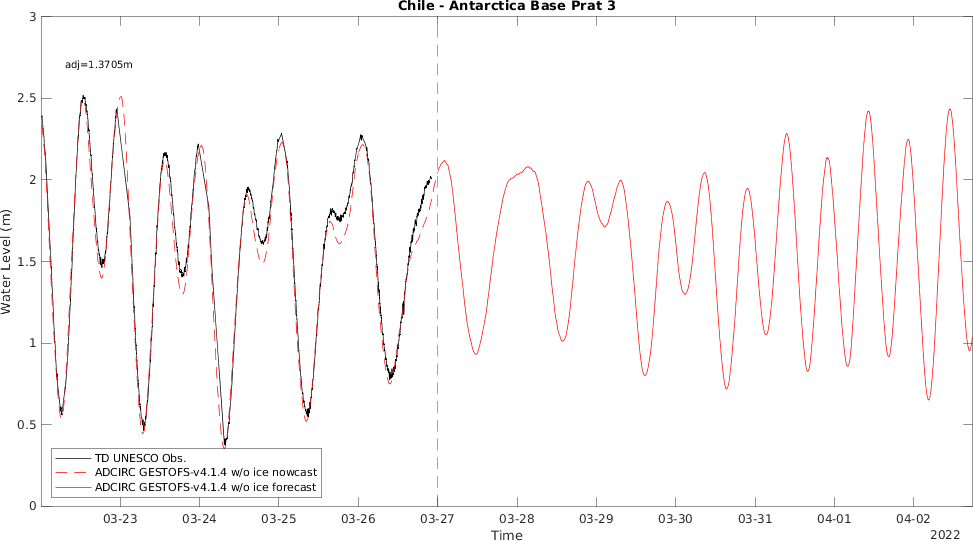 Chile - Antarctica Base Prat 3
3
adj=1.3705m
2.5
2
1.5
1
0.5
0
Water Level (m)
TD UNESCO Obs.
ADCIRC GESTOFS-v4.1.4 w/o ice nowcast
ADCIRC GESTOFS-v4.1.4 w/o ice forecast
03-23 03-24 03-25 03-26 03-27 03-28 03-29 03-30 03-31 04-01 04-02
Time
2022